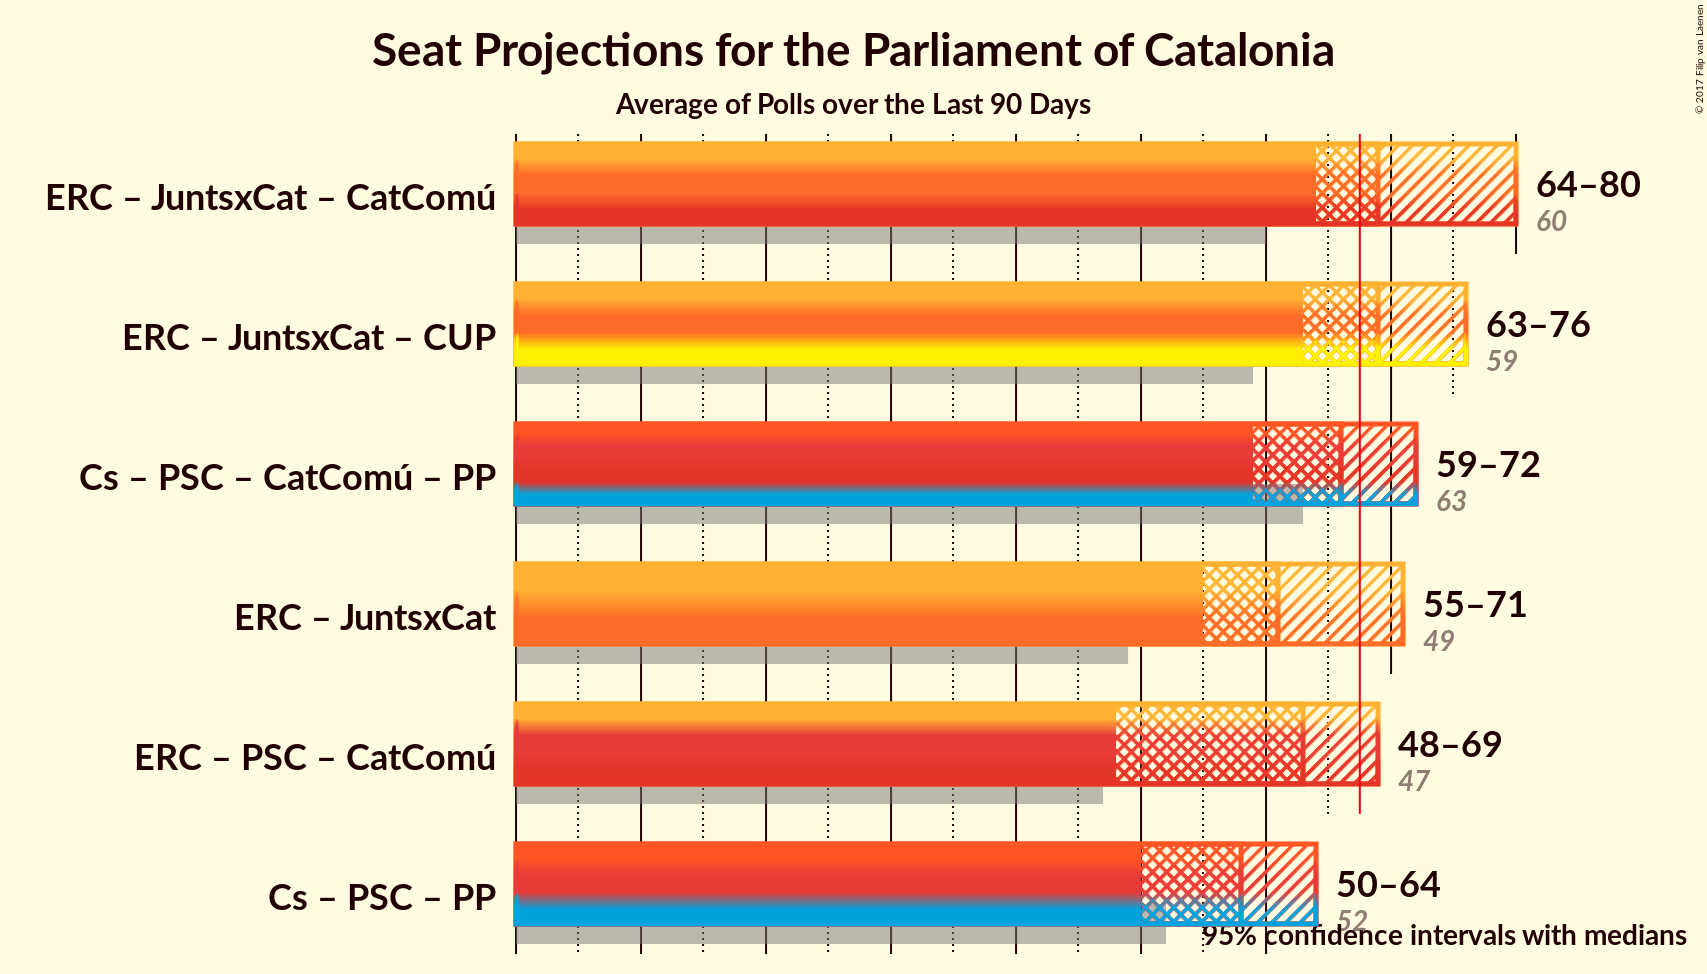 Seat Projections for the Parliament of Catalonia
Average of Polls over the Last 90 Days
© 2017 Filip van Laenen
ERC – JuntsxCat – CatComú
64–80
60
ERC – JuntsxCat – CUP
63–76
59
Cs – PSC – CatComú – PP
59–72
63
ERC – JuntsxCat
55–71
49
ERC – PSC – CatComú
48–69
47
Cs – PSC – PP
50–64
52
95% confidence intervals with medians